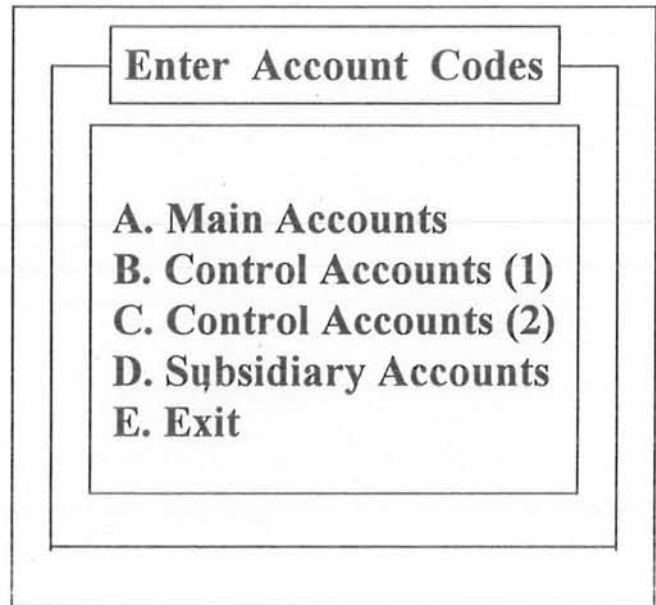 Enter Account Codes
A. Main Accounts
B. Control Accounts (1)
C. Control Accounts (2)
D. Subsidiary Accounts
E. Exit